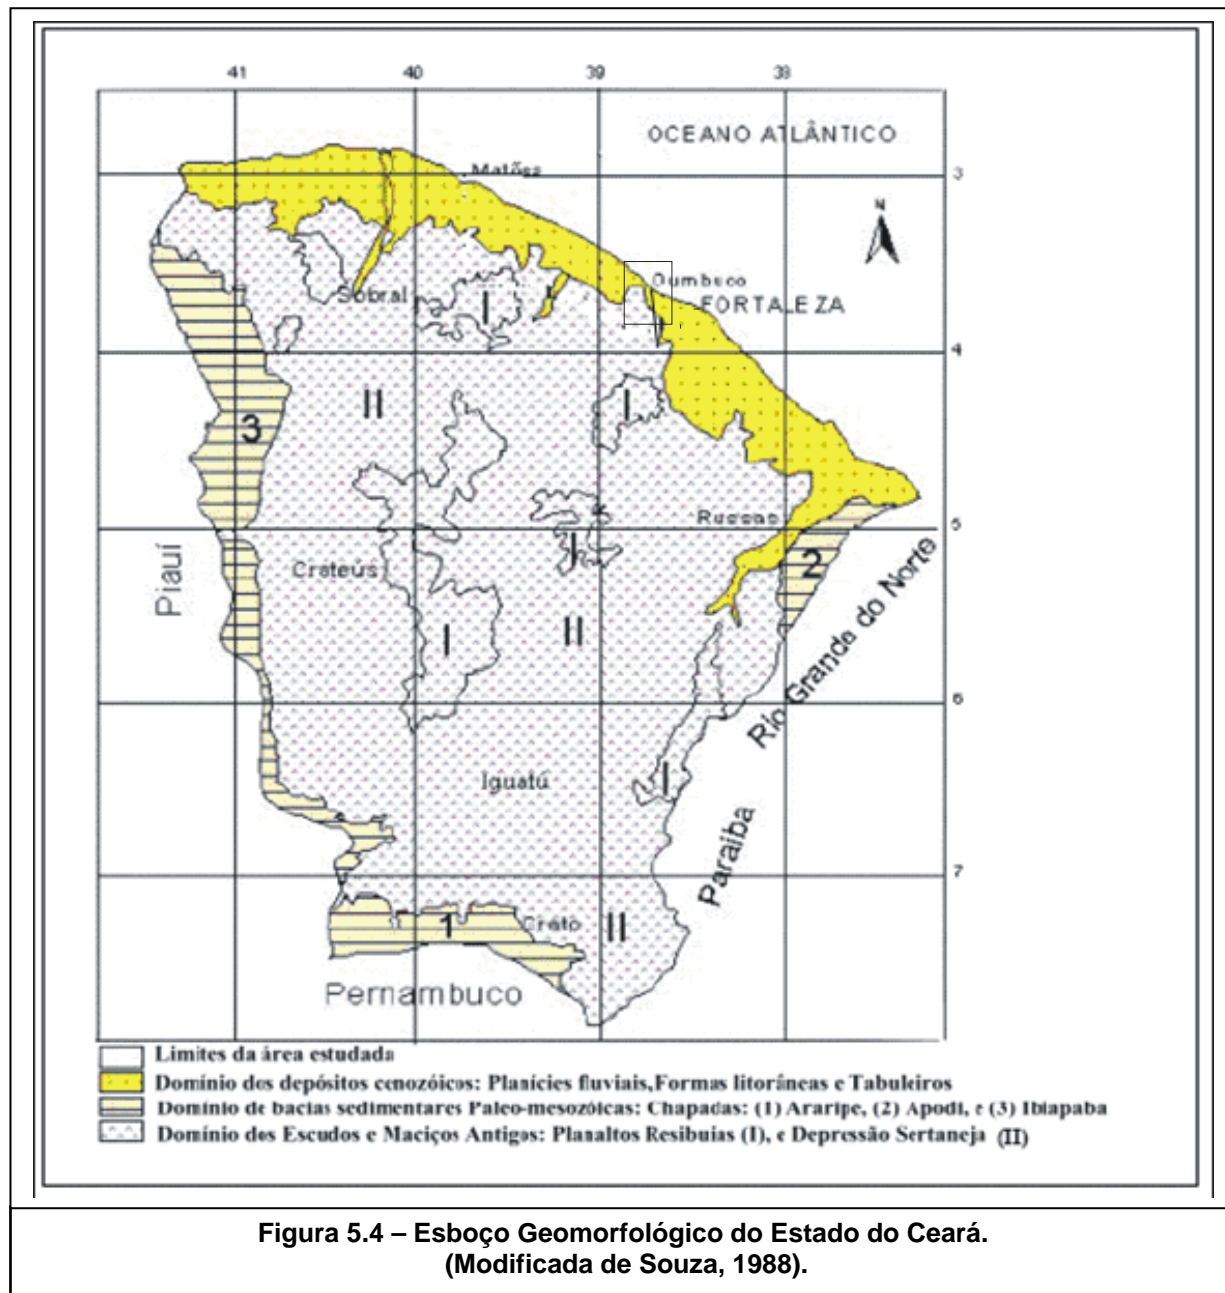 41 40 39 38
OCEANO ATLÂNTICO
Matões
3
N
Cumbuco
Sobral
I
FORTALEZA
4
I
II
3
Russas
5
I
2
Piauí
Crateús
Rio Grande do Norte
I
II
6
Iguatú
I
Paraiba
7
1
Crato
II
Pernambuco
Limites da área estudada
Domínio dos depósitos cenozóicos: Planícies fluviais,Formas litorâneas e Tabuleiros
Domínio de bacias sedimentares Paleo-mesozóicas: Chapadas: (1) Araripe, (2) Apodi, e (3) Ibiapaba
Domínio dos Escudos e Maciços Antigos: Planaltos Resibuias (I), e Depressão Sertaneja (II)
Figura 5.4 – Esboço Geomorfológico do Estado do Ceará.
(Modificada de Souza, 1988).